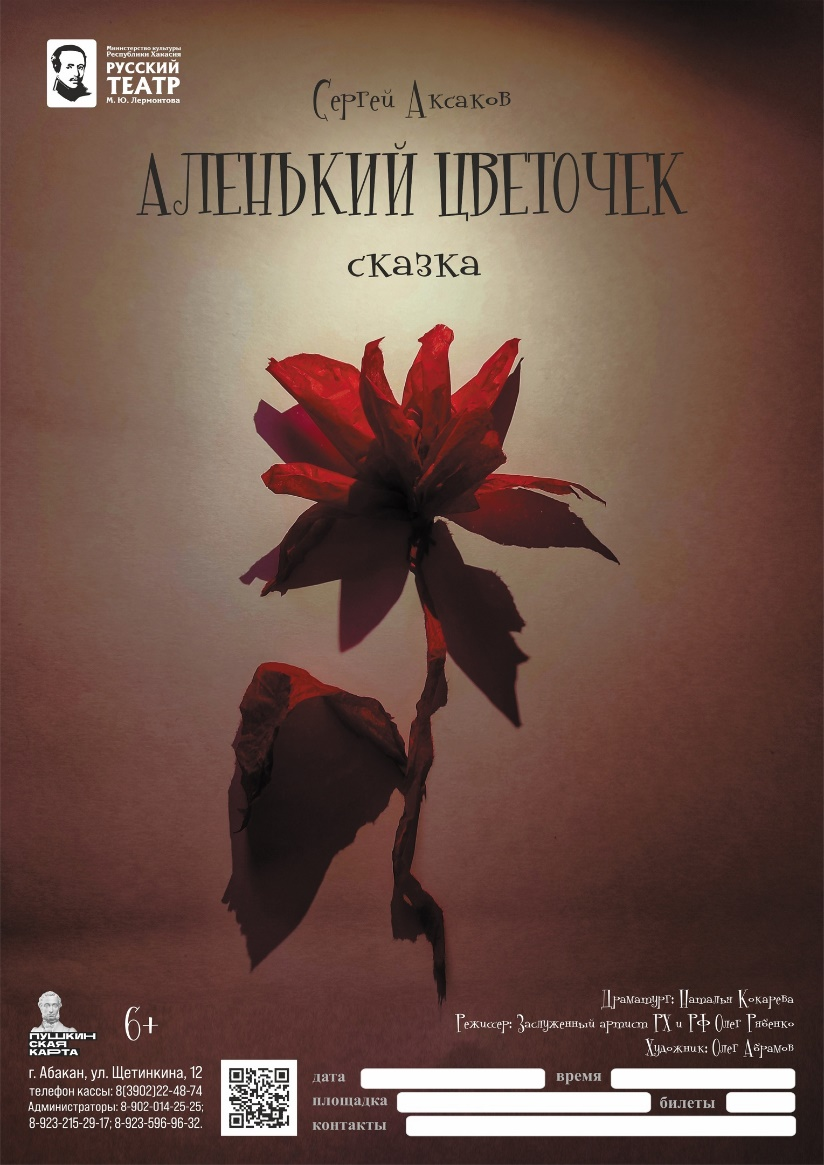 Министерство культуры
Республики Хакасия
РУССКИЙ
ТЕАТР
М. Ю. Лермонтова
Сергей Аксаков
АЛЕНЬКИЙ ЦВЕТОЧЕК
сказка
Драматург: Наталья Кокарева
Режиссер: Заслуженный артист РХ и РФ Олег Рябенко
Художник: Олег Абрамов
ПУШКИН
СКАЯ
КАРТА
6+
г. Абакан, ул. Щетинкина, 12
телефон кассы: 8(3902)22-48-74
Администраторы: 8-902-014-25-25;
8-923-215-29-17; 8-923-596-96-32.
дата время
площадка билеты
контакты